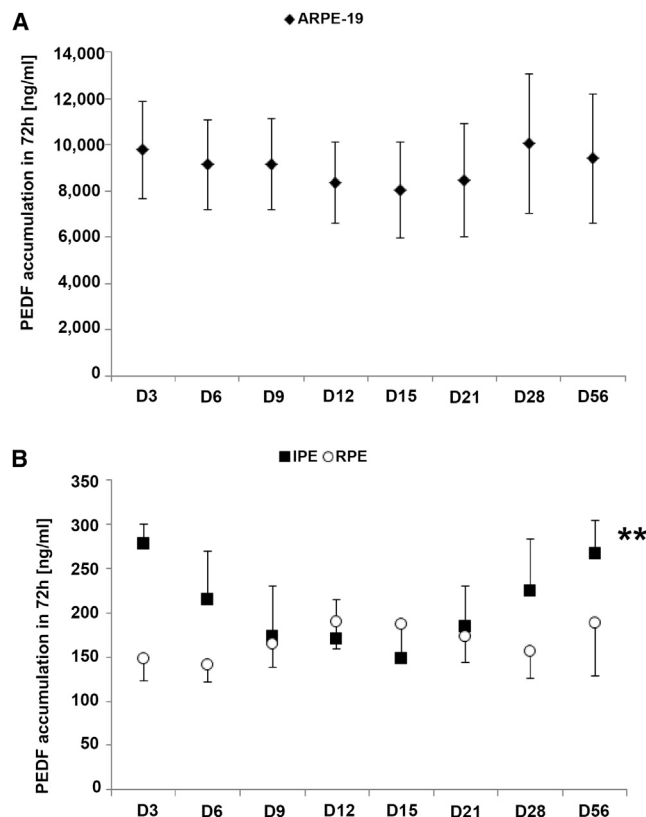 A
◆ARPE-19
PEDF accumulation in 72h [ng/ml]
14,000
12,000
10,000
8,000
6,000
4,000
2,000
0
D3 D6 D9 D12 D15 D21 D28 D56
B
■IPE ○RPE
PEDF accumulation in 72h [ng/ml]
350
300
250
200
150
100
50
0
**
D3 D6 D9 D12 D15 D21 D28 D56